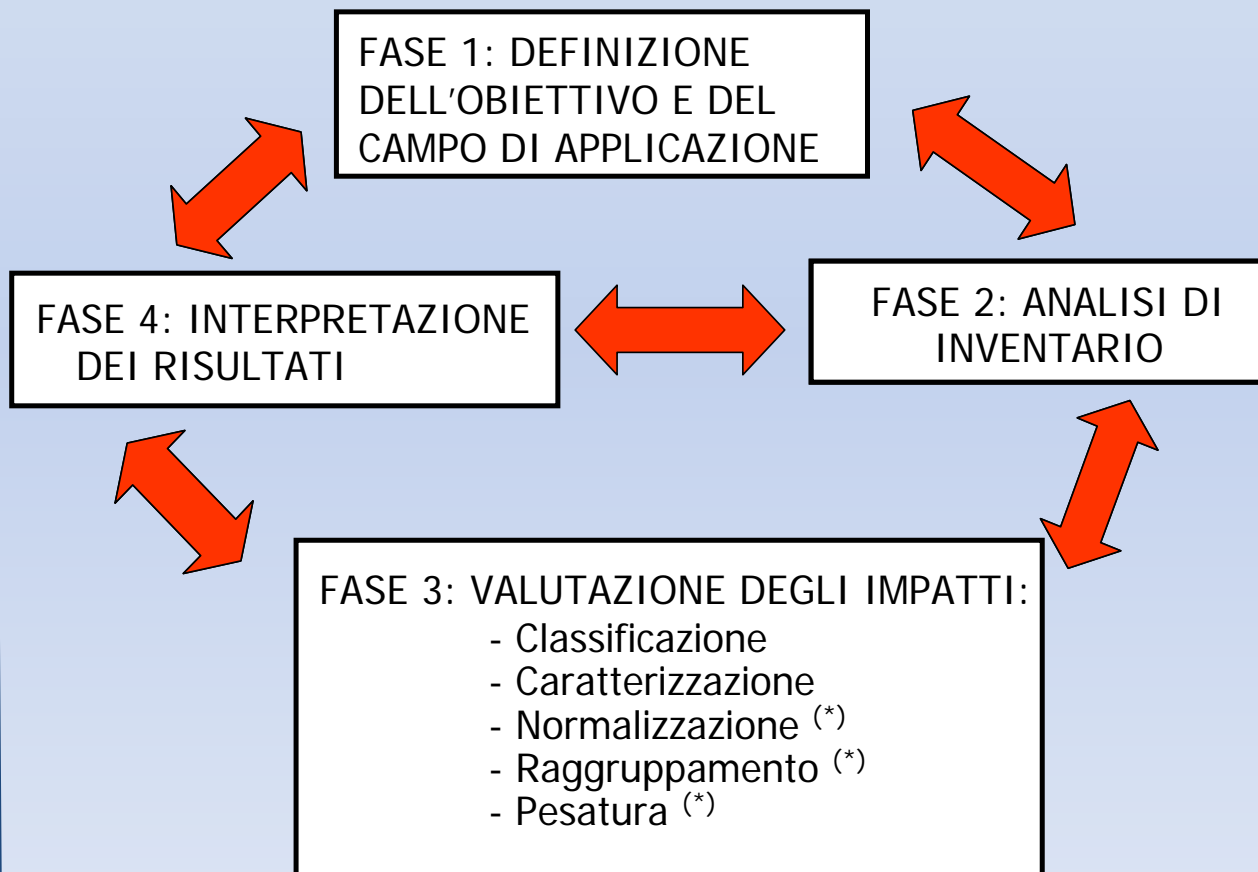 FASE 1: DEFINIZIONE
DELL'OBIETTIVO E DEL
CAMPO DI APPLICAZIONE
FASE 4: INTERPRETAZIONE
DEI RISULTATI
FASE 2: ANALISI DI
INVENTARIO
FASE 3: VALUTAZIONE DEGLI IMPATTI:
- Classificazione
- Caratterizzazione
- Normalizzazione (*)
- Raggruppamento (*)
- Pesatura (*)